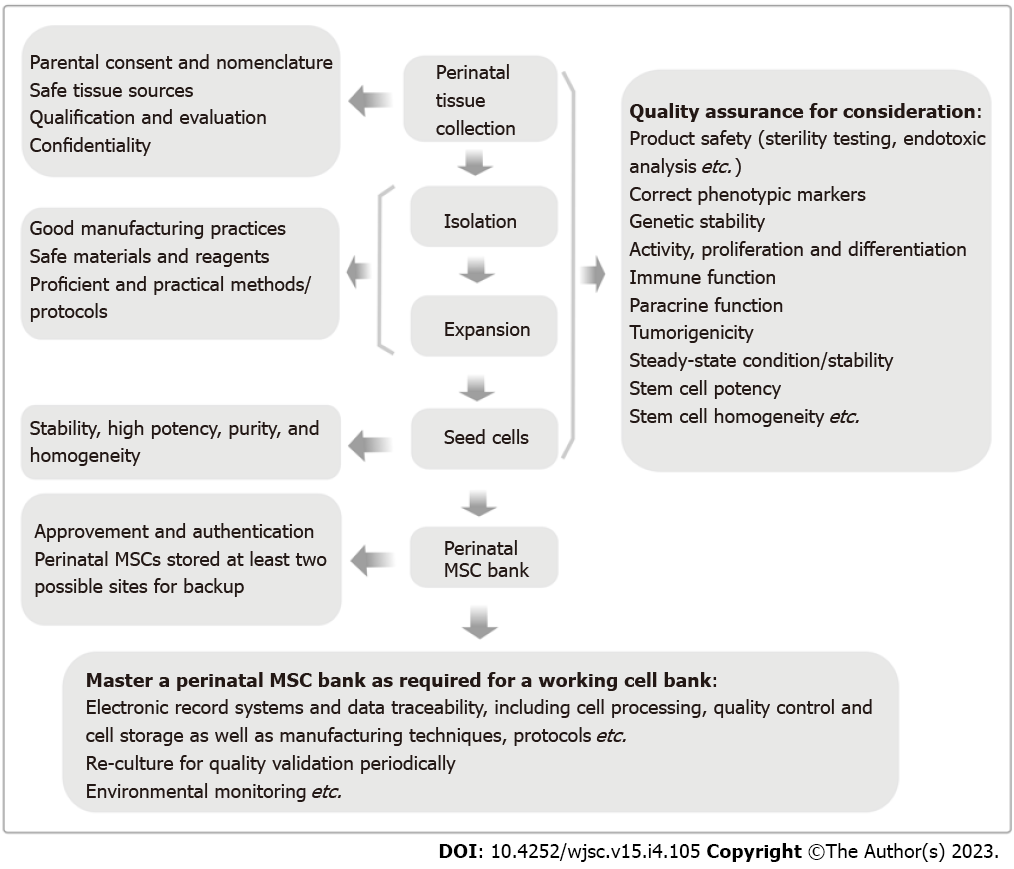 Parental consent and nomenclature
Safe tissue sources
Qualification and evaluation
Confidentiality
Perinatal
tissue
collection
Quality assurance for consideration:
Product safety (sterility testing, endotoxic
analysis etc.)
Correct phenotypic markers
Genetic stability
Activity, proliferation and differentiation
Immune function
Paracrine function
Tumorigenicity
Steady-state condition/stability
Stem cell potency
Stem cell homogeneity etc.
Good manufacturing practices
Safe materials and reagents
Proficient and practical methods/
protocols
Isolation
Expansion
Stability, high potency, purity, and
homogeneity
Seed cells
Approvement and authentication
Perinatal MSCs stored at least two
possible sites for backup
Perinatal
MSC bank
Master a perinatal MSC bank as required for a working cell bank:
Electronic record systems and data traceability, including cell processing, quality control and
cell storage as well as manufacturing techniques, protocols etc.
Re-culture for quality validation periodically
Environmental monitoring etc.
DOI: 10.4252/wjsc.v15.i4.105 Copyright ©The Author(s) 2023.